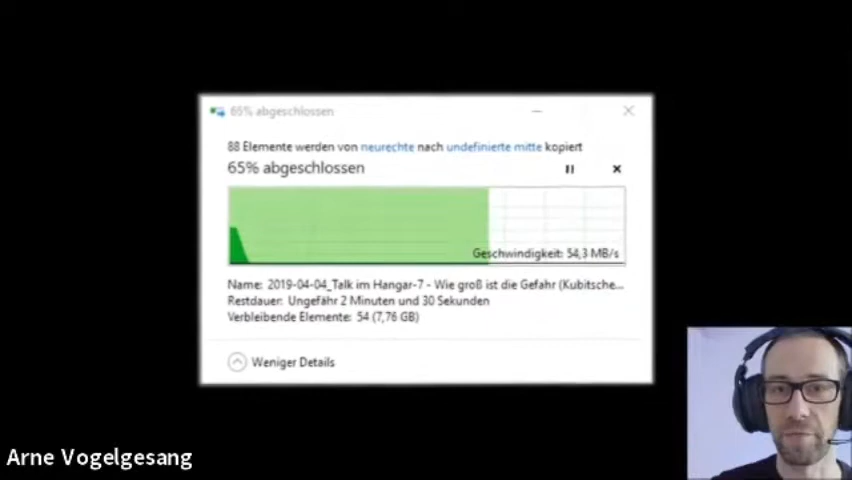 65% abgeschlossen
88 Elemente werden von neurechte nach undefinierte mitte kopiert
65% abgeschlossen
Geschwindigkeit: 54,3 MB/s
Name: 2019-04-04_Talk im Hangar-7 - Wie groß ist die Gefahr (Kubitsche...
Restdauer: Ungefähr 2 Minuten und 30 Sekunden
Verbleibende Elemente: 54 (7,76 GB)
Weniger Details
Arne Vogelgesang